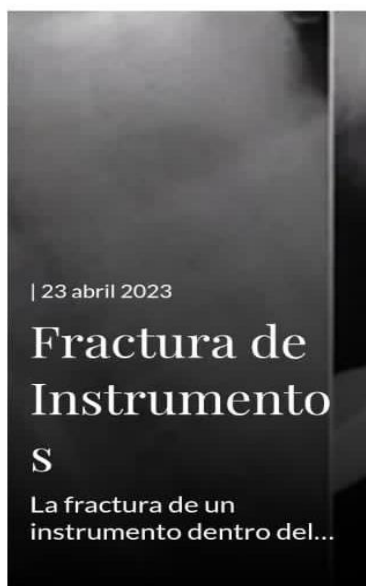 | 23 abril 2023
Fractura de
Instrumento
s
La fractura de un
instrumento dentro del...